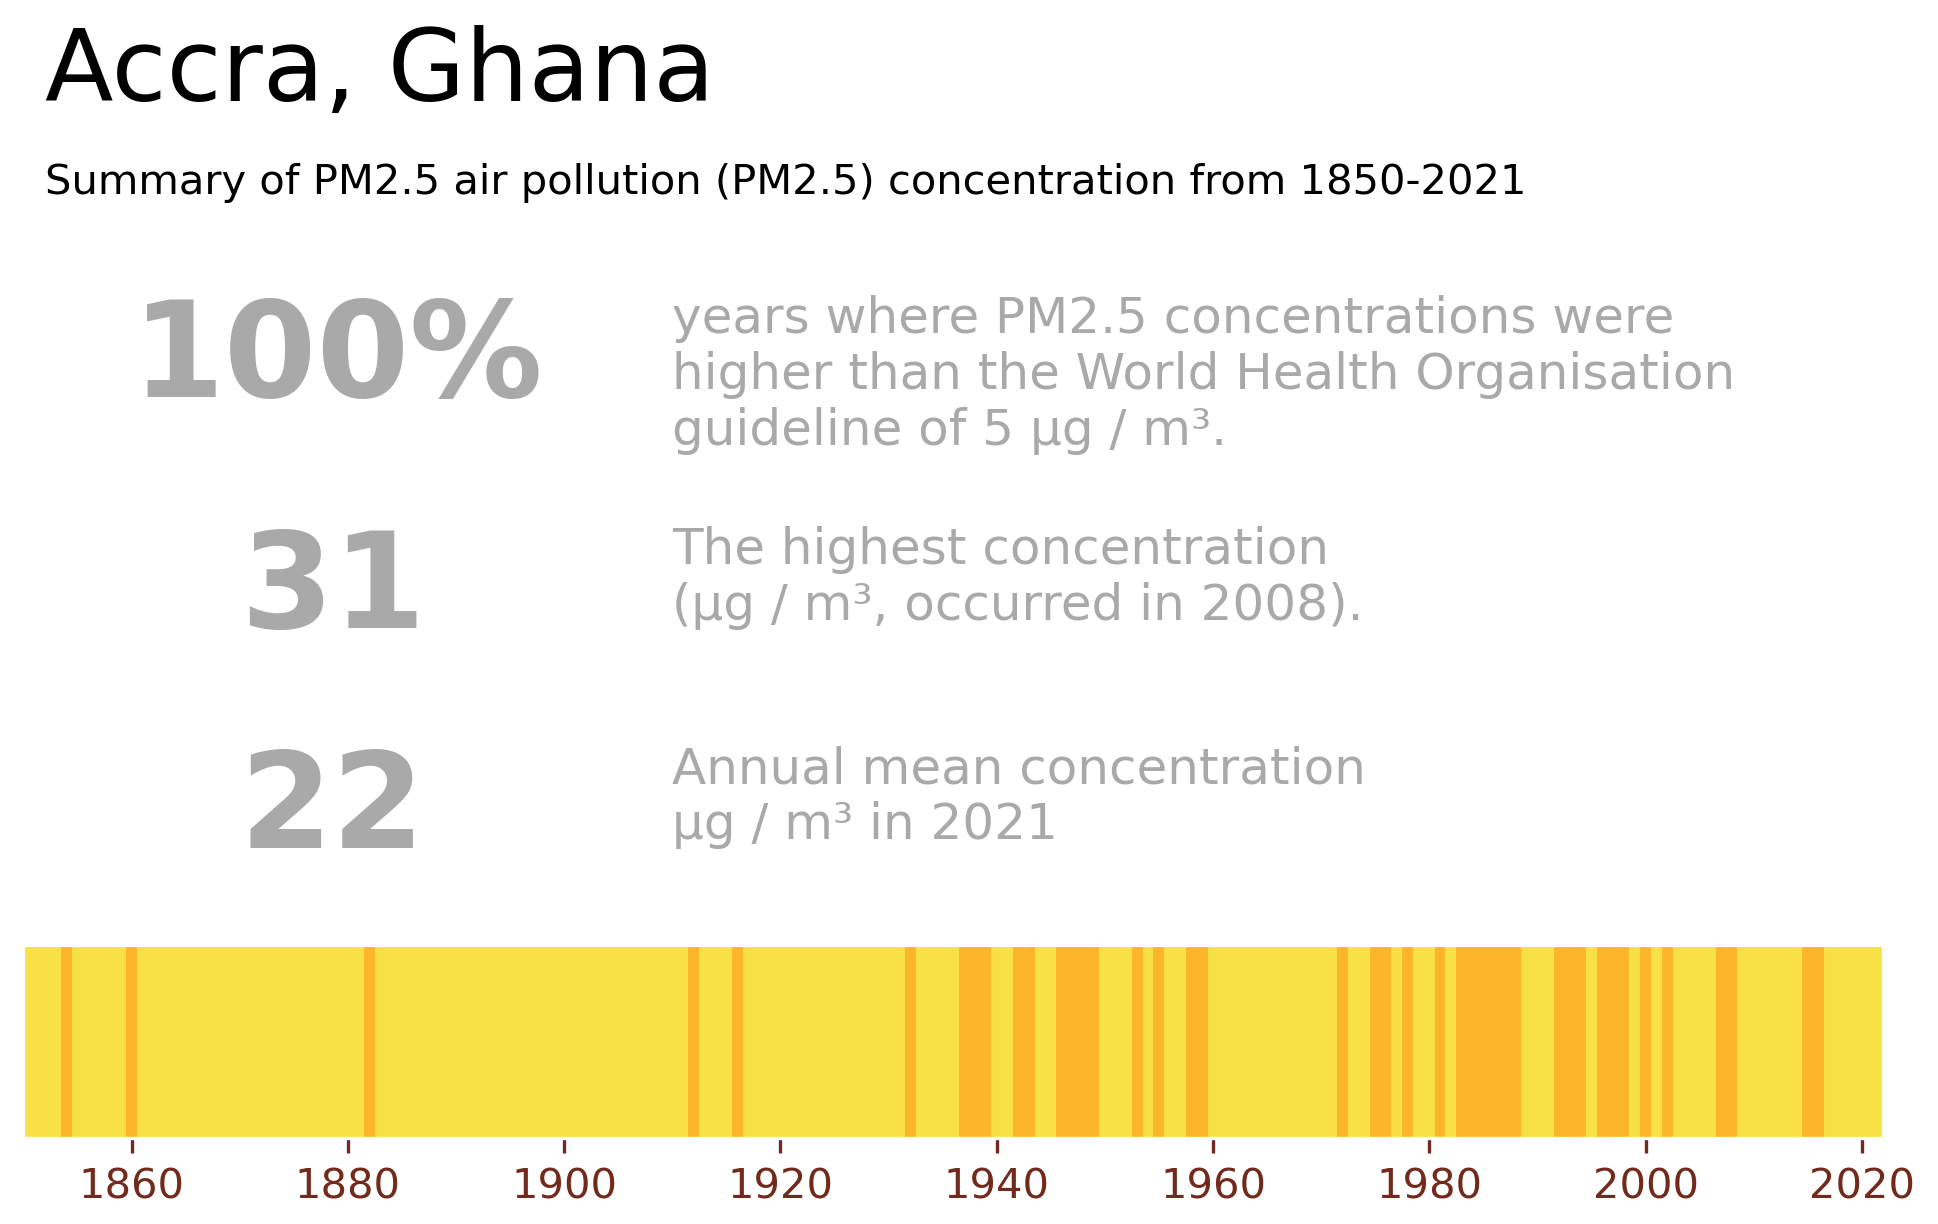 Accra, Ghana
Summary of PM2.5 air pollution (PM2.5) concentration from 1850-2021
100%
years where PM2.5 concentrations were
higher than the World Health Organisation
guideline of 5 µg / m³.
31
The highest concentration
(µg / m³, occurred in 2008).
22
Annual mean concentration
µg / m³ in 2021
1860 1880 1900 1920 1940 1960 1980 2000 2020